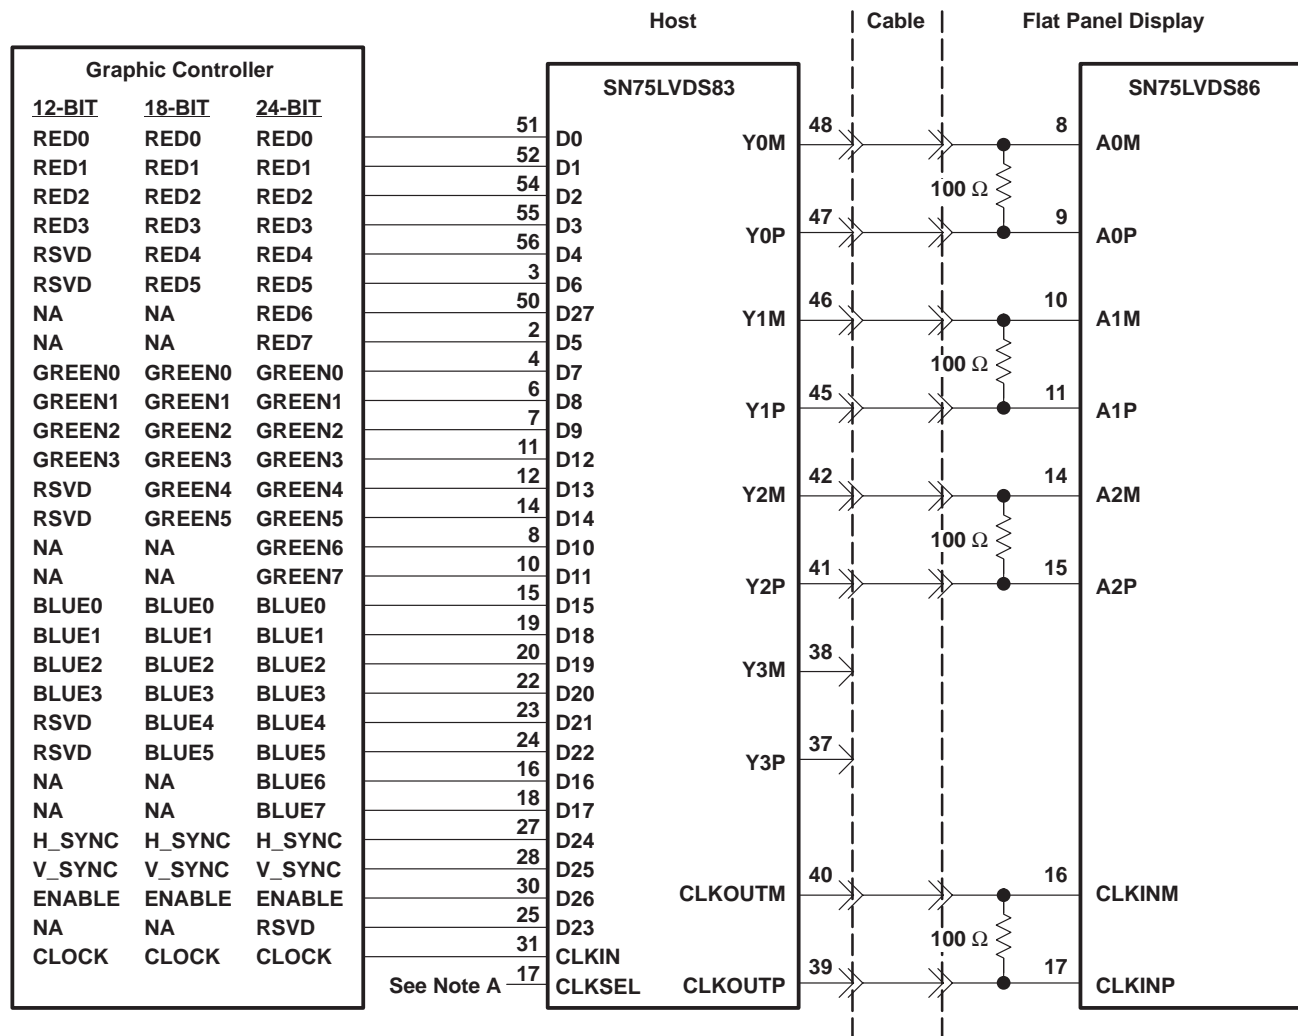 Host Cable Flat Panel Display
Graphic Controller
12-BIT 18-BIT 24-BIT
RED0 RED0 RED0
RED1 RED1 RED1
RED2 RED2 RED2
RED3 RED3 RED3
RSVD RED4 RED4
RSVD RED5 RED5
NA NA RED6
NA NA RED7
GREEN0 GREEN0 GREEN0
GREEN1 GREEN1 GREEN1
GREEN2 GREEN2 GREEN2
GREEN3 GREEN3 GREEN3
RSVD GREEN4 GREEN4
RSVD GREEN5 GREEN5
NA NA GREEN6
NA NA GREEN7
BLUE0 BLUE0 BLUE0
BLUE1 BLUE1 BLUE1
BLUE2 BLUE2 BLUE2
BLUE3 BLUE3 BLUE3
RSVD BLUE4 BLUE4
RSVD BLUE5 BLUE5
NA NA BLUE6
NA NA BLUE7
H_SYNC H_SYNC H_SYNC
V_SYNC V_SYNC V_SYNC
ENABLE ENABLE ENABLE
NA NA RSVD
CLOCK CLOCK CLOCK
SN75LVDS83
51 D0
52 D1
54 D2
55 D3
56 D4
3 D6
50 D27
2 D5
4 D7
6 D8
7 D9
11 D12
12 D13
14 D14
8 D10
10 D11
15 D15
19 D18
20 D19
22 D20
23 D21
24 D22
16 D16
18 D17
27 D24
28 D25
30 D26
25 D23
31 CLKIN
See Note A 17 CLKSEL
Y0M 48
Y0P 47
Y1M 46
Y1P 45
Y2M 42
Y2P 41
Y3M 38
Y3P 37
CLKOUTM 40
CLKOUTP 39
100 Ω
100 Ω
100 Ω
100 Ω
SN75LVDS86
8 A0M
9 A0P
10 A1M
11 A1P
14 A2M
15 A2P
16 CLKINM
17 CLKINP